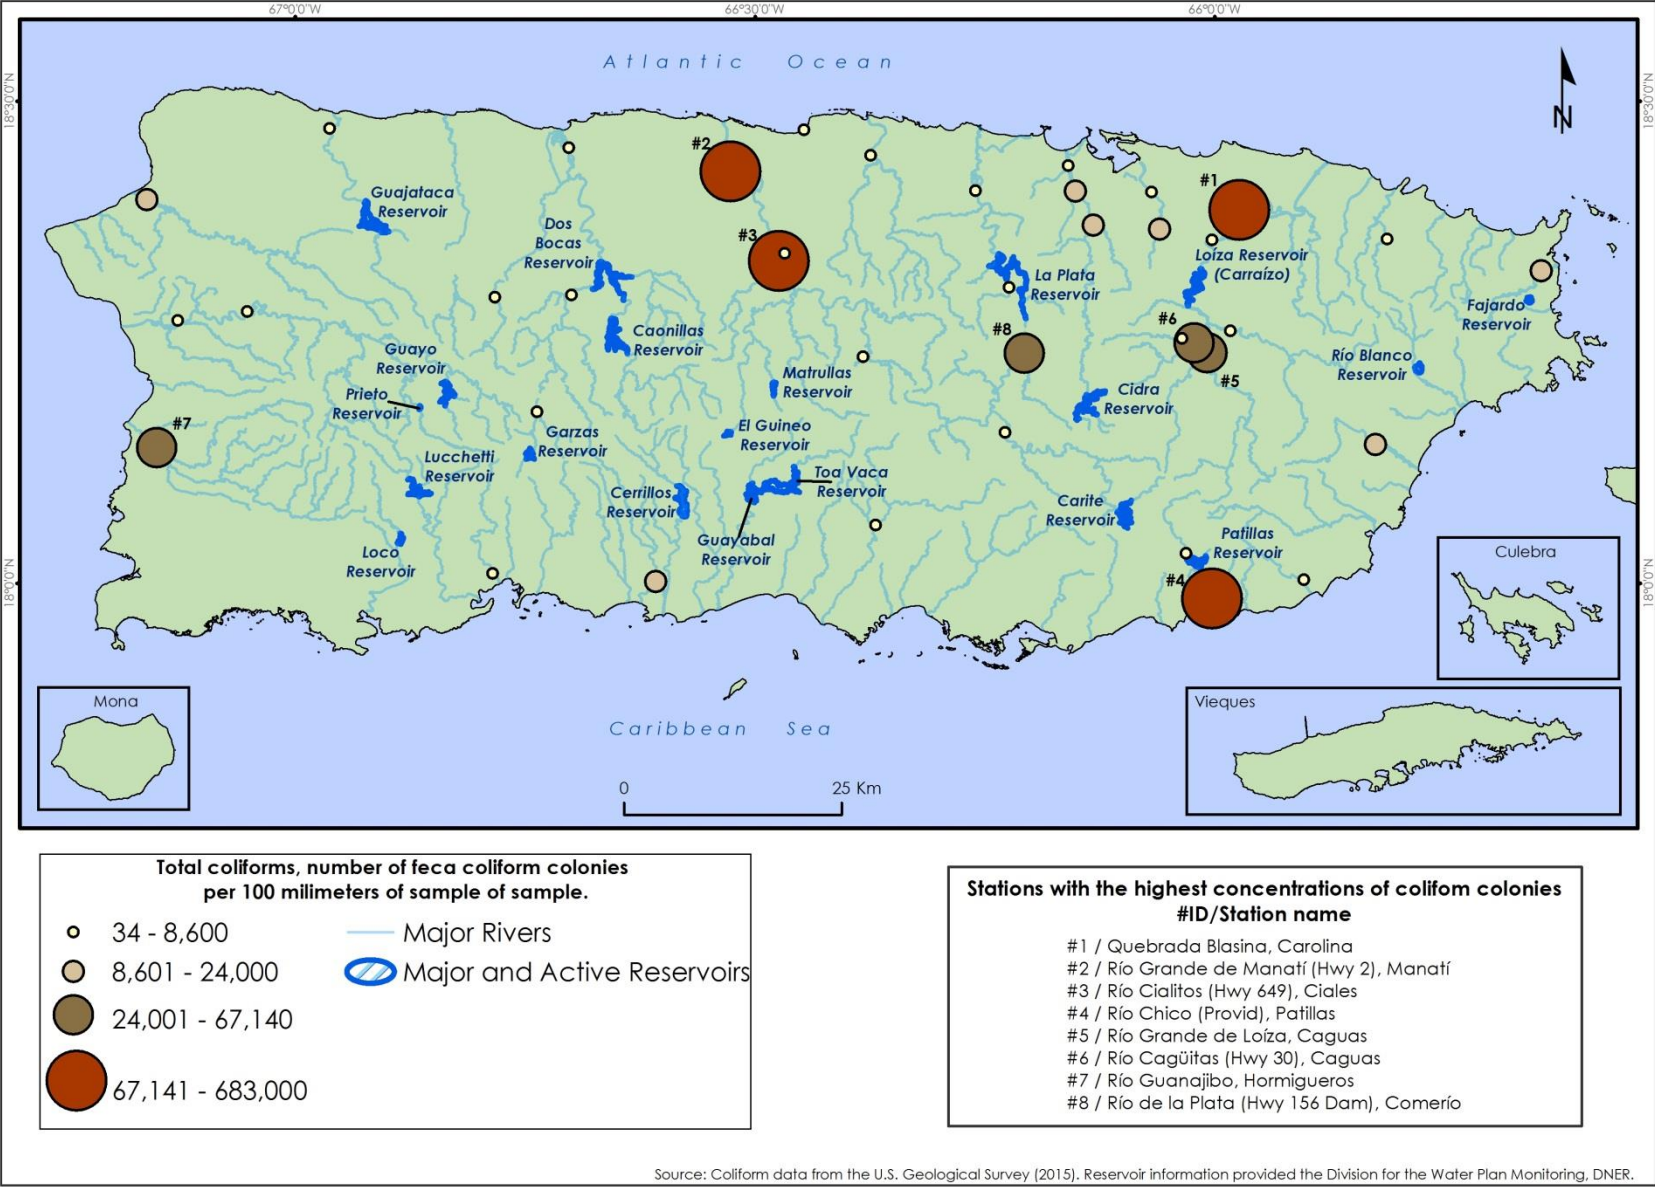 67°0'0"W
66°30'0"W
66°0'0"W
18°30'0"N
18°30'0"N
Atlantic Ocean
N
#2
#1
Guajataca
Reservoir
Dos
Bocas
Reservoir
#3
Loíza Reservoir
(Carraízo)
La Plata
Reservoir
Fajardo
Reservoir
#6
#8
Caonillas
Reservoir
Guayo
Reservoir
Río Blanco
Reservoir
Matrullas
Reservoir
#5
Prieto
Reservoir
Cidra
Reservoir
#7
El Guineo
Reservoir
Garzas
Reservoir
Lucchetti
Reservoir
Toa Vaca
Reservoir
Cerrillos
Reservoir
Carite
Reservoir
Guayabal
Reservoir
Patillas
Reservoir
Loco
Reservoir
#4
18°0'0"N
18°0'0"N
Culebra
Mona
Vieques
Caribbean Sea
0 25 Km
Total coliforms, number of feca coliform colonies
per 100 milimeters of sample of sample.
34 - 8,600
8,601 - 24,000
24,001 - 67,140
67,141 - 683,000
Major Rivers
Major and Active Reservoirs
Stations with the highest concentrations of colifom colonies
#ID/Station name
#1 / Quebrada Blasina, Carolina
#2 / Río Grande de Manatí (Hwy 2), Manatí
#3 / Río Cialitos (Hwy 649), Ciales
#4 / Río Chico (Provid), Patillas
#5 / Río Grande de Loíza, Caguas
#6 / Río Cagüitas (Hwy 30), Caguas
#7 / Río Guanajibo, Hormigueros
#8 / Río de la Plata (Hwy 156 Dam), Comerío
Source: Coliform data from the U.S. Geological Survey (2015). Reservoir information provided the Division for the Water Plan Monitoring, DNER.